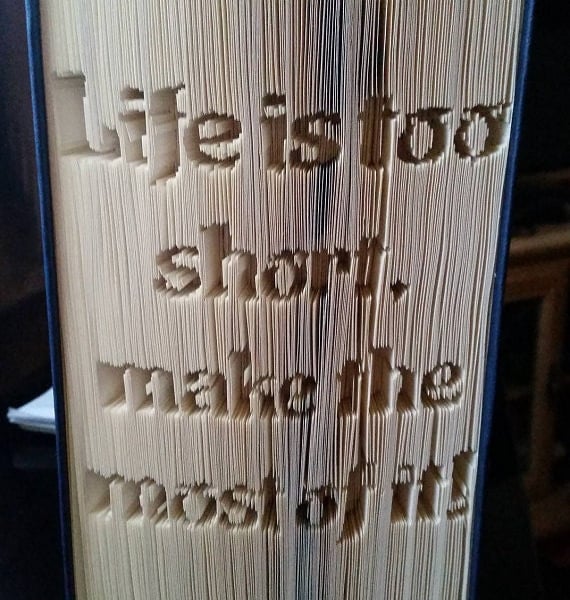 Life is too
short,
make the
most of it!